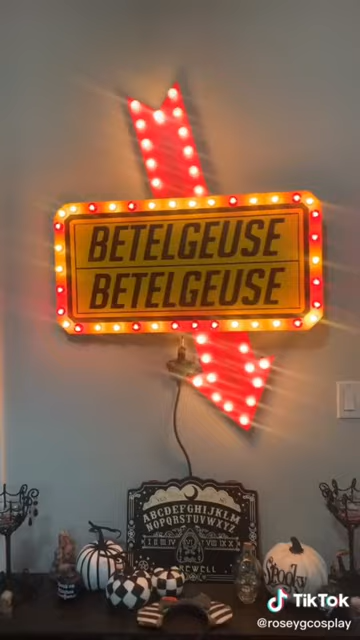 BETELGEUSE
BETELGEUSE
ABCDEFGHIJKLM
NOPQRSTUVWXYZ
Spooky
TikTok
@roseygcosplay